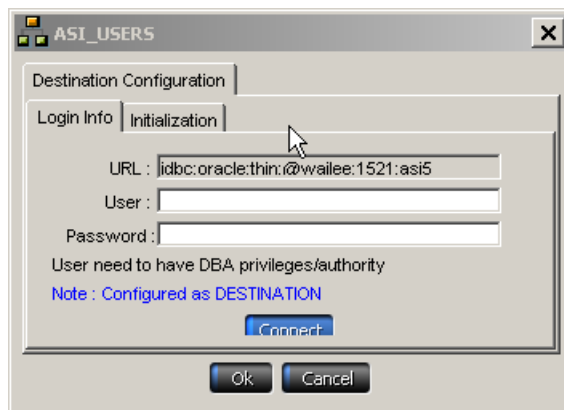 ASI_USERS
Destination Configuration
Login Info Initialization
URL : jdbc:oracle:thin:@wailee:1521:asi5
User :
Password :
User need to have DBA privileges/authority
Note : Configured as DESTINATION
Connect
Ok Cancel